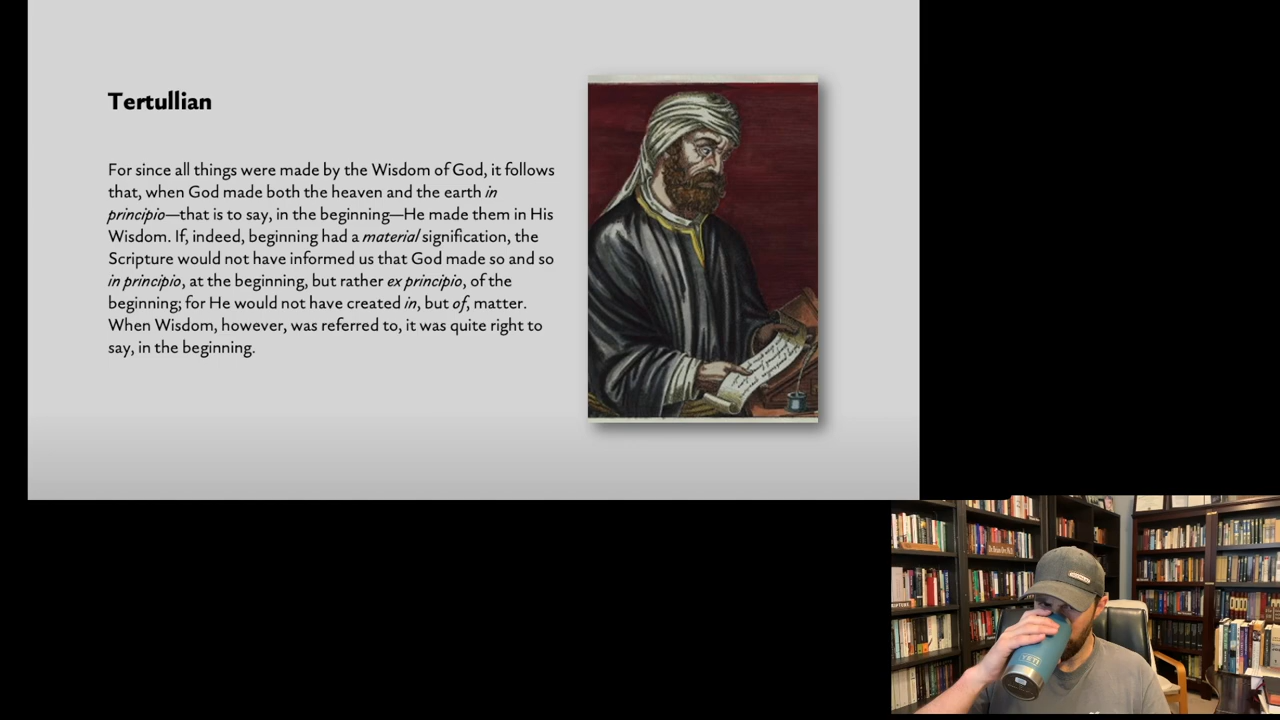 Tertullian
For since all things were made by the Wisdom of God, it follows
that, when God made both the heaven and the earth in
principio—that is to say, in the beginning—He made them in His
Wisdom. If, indeed, beginning had a material signification, the
Scripture would not have informed us that God made so and so
in principio, at the beginning, but rather ex principio, of the
beginning; for He would not have created in, but of, matter.
When Wisdom, however, was referred to, it was quite right to
say, in the beginning.
YETI